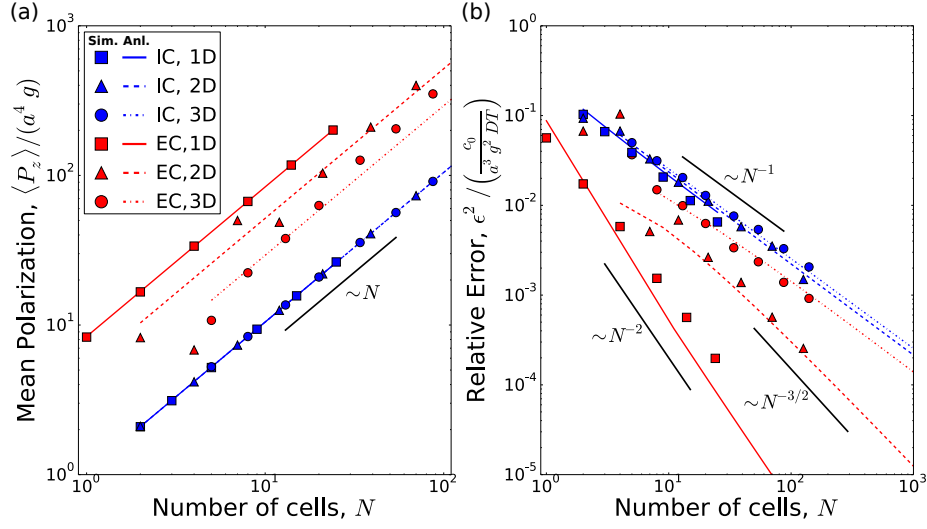 (a)
Mean Polarization, ⟨P_z⟩/(a^4 g)
10^3
10^2
10^1
10^0
Sim. Anl.
IC, 1D
IC, 2D
IC, 3D
EC,1D
EC,2D
EC,3D
~N
10^0 10^1 10^2
Number of cells, N
(b)
Relative Error, ϵ^2 / (c_0 / a^3 g^2 DT)
10^0
10^-1
10^-2
10^-3
10^-4
10^-5
~N^-1
~N^-2
~N^-3/2
10^0 10^1 10^2 10^3
Number of cells, N